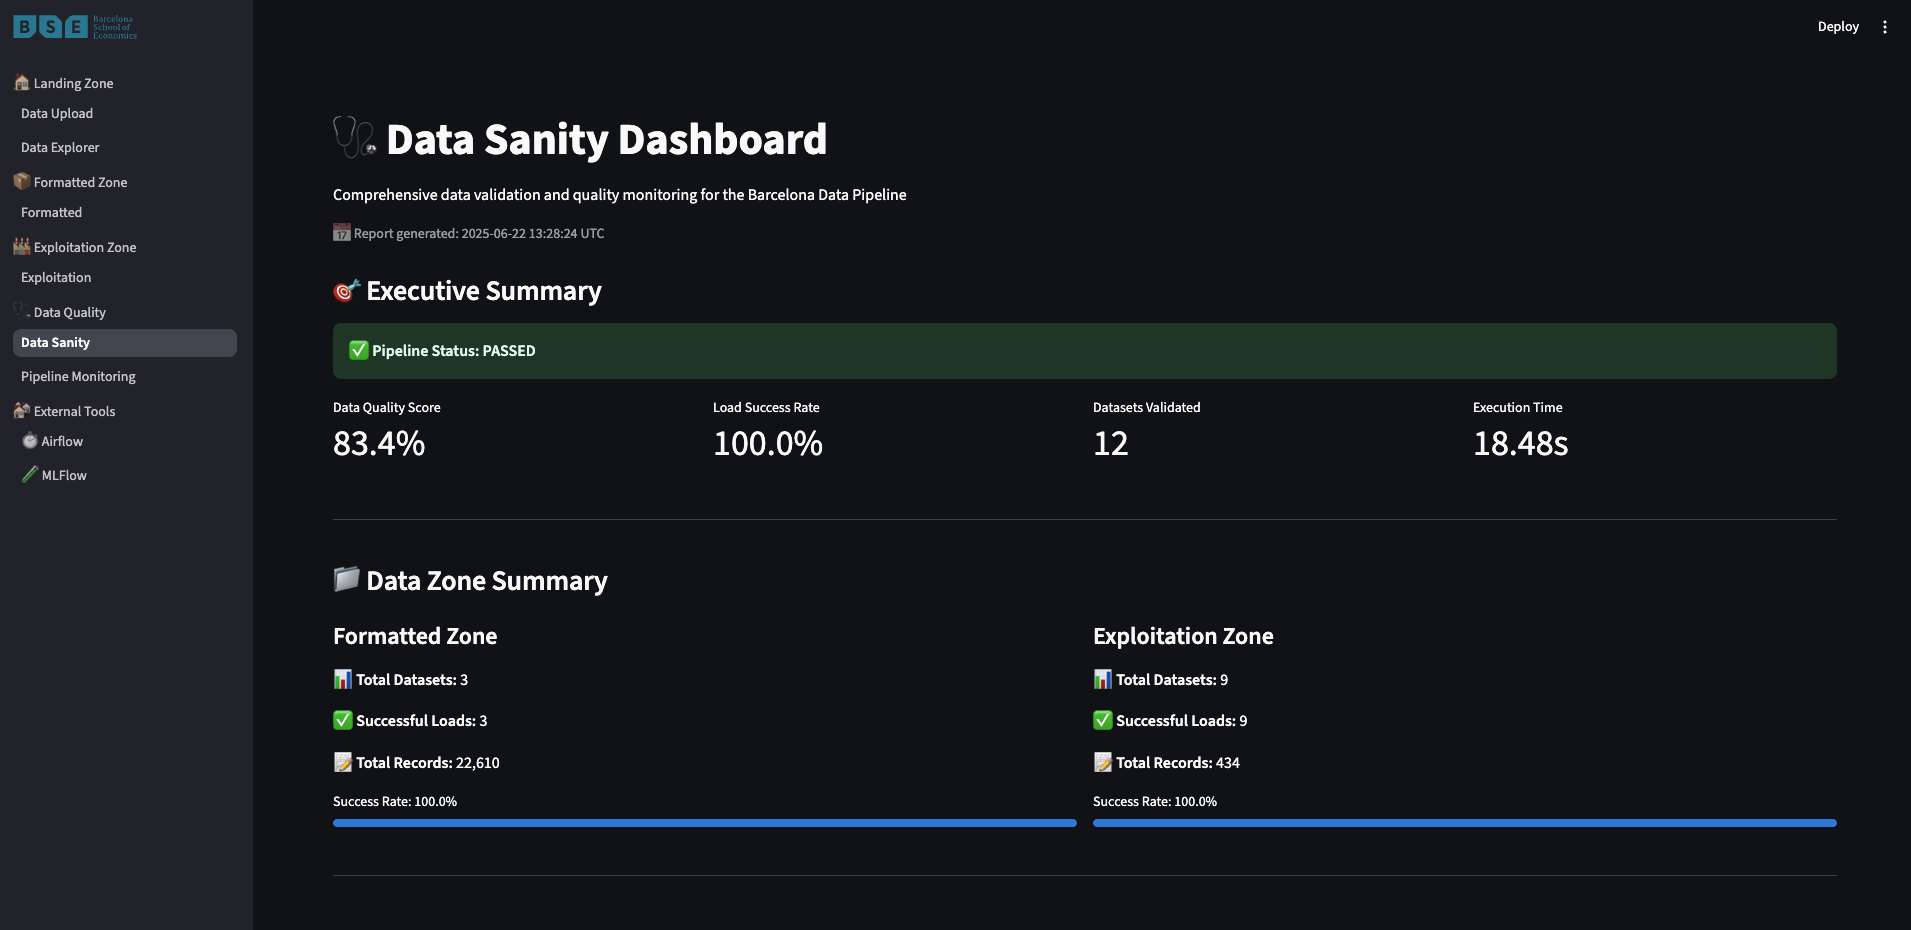 BSE Barcelona
School of
Economics
Landing Zone
Data Upload
Data Explorer
Formatted Zone
Formatted
Exploitation Zone
Exploitation
Data Quality
Data Sanity
Pipeline Monitoring
External Tools
Airflow
MLFlow
Deploy
Data Sanity Dashboard
Comprehensive data validation and quality monitoring for the Barcelona Data Pipeline
17 Report generated: 2025-06-22 13:28:24 UTC
Executive Summary
Pipeline Status: PASSED
Data Quality Score
83.4%
Load Success Rate
100.0%
Datasets Validated
12
Execution Time
18.48s
Data Zone Summary
Formatted Zone
Total Datasets: 3
Successful Loads: 3
Total Records: 22,610
Success Rate: 100.0%
Exploitation Zone
Total Datasets: 9
Successful Loads: 9
Total Records: 434
Success Rate: 100.0%